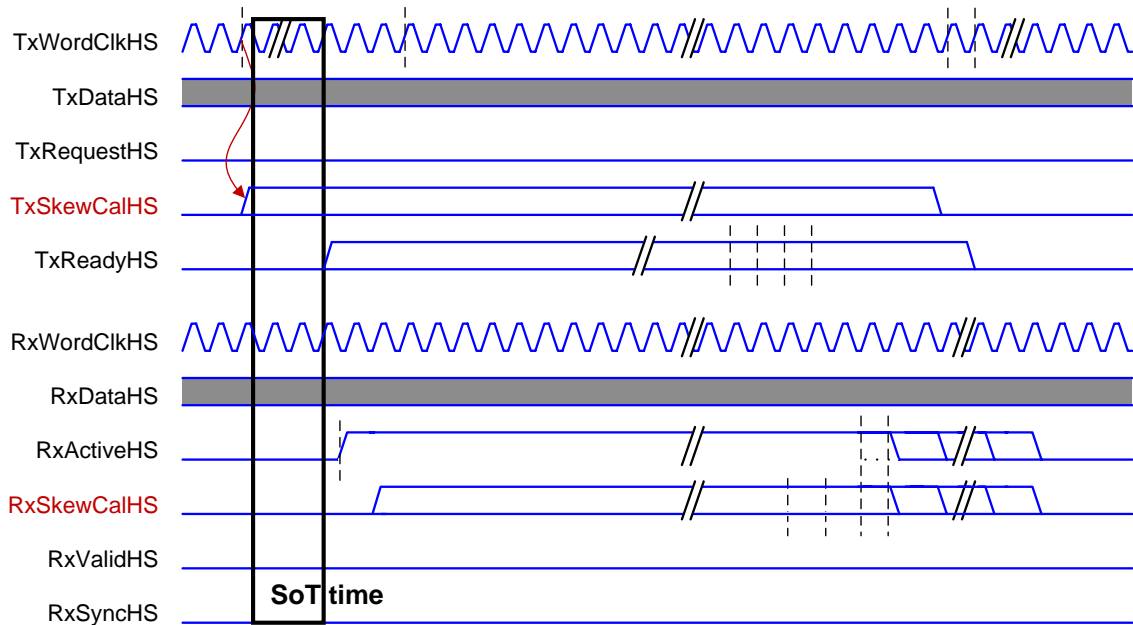 TxWordClkHS
TxDataHS
TxRequestHS
TxSkewCalHS
TxReadyHS
RxWordClkHS
RxDataHS
RxActiveHS
RxSkewCalHS
RxValidHS
SoT time
RxSyncHS